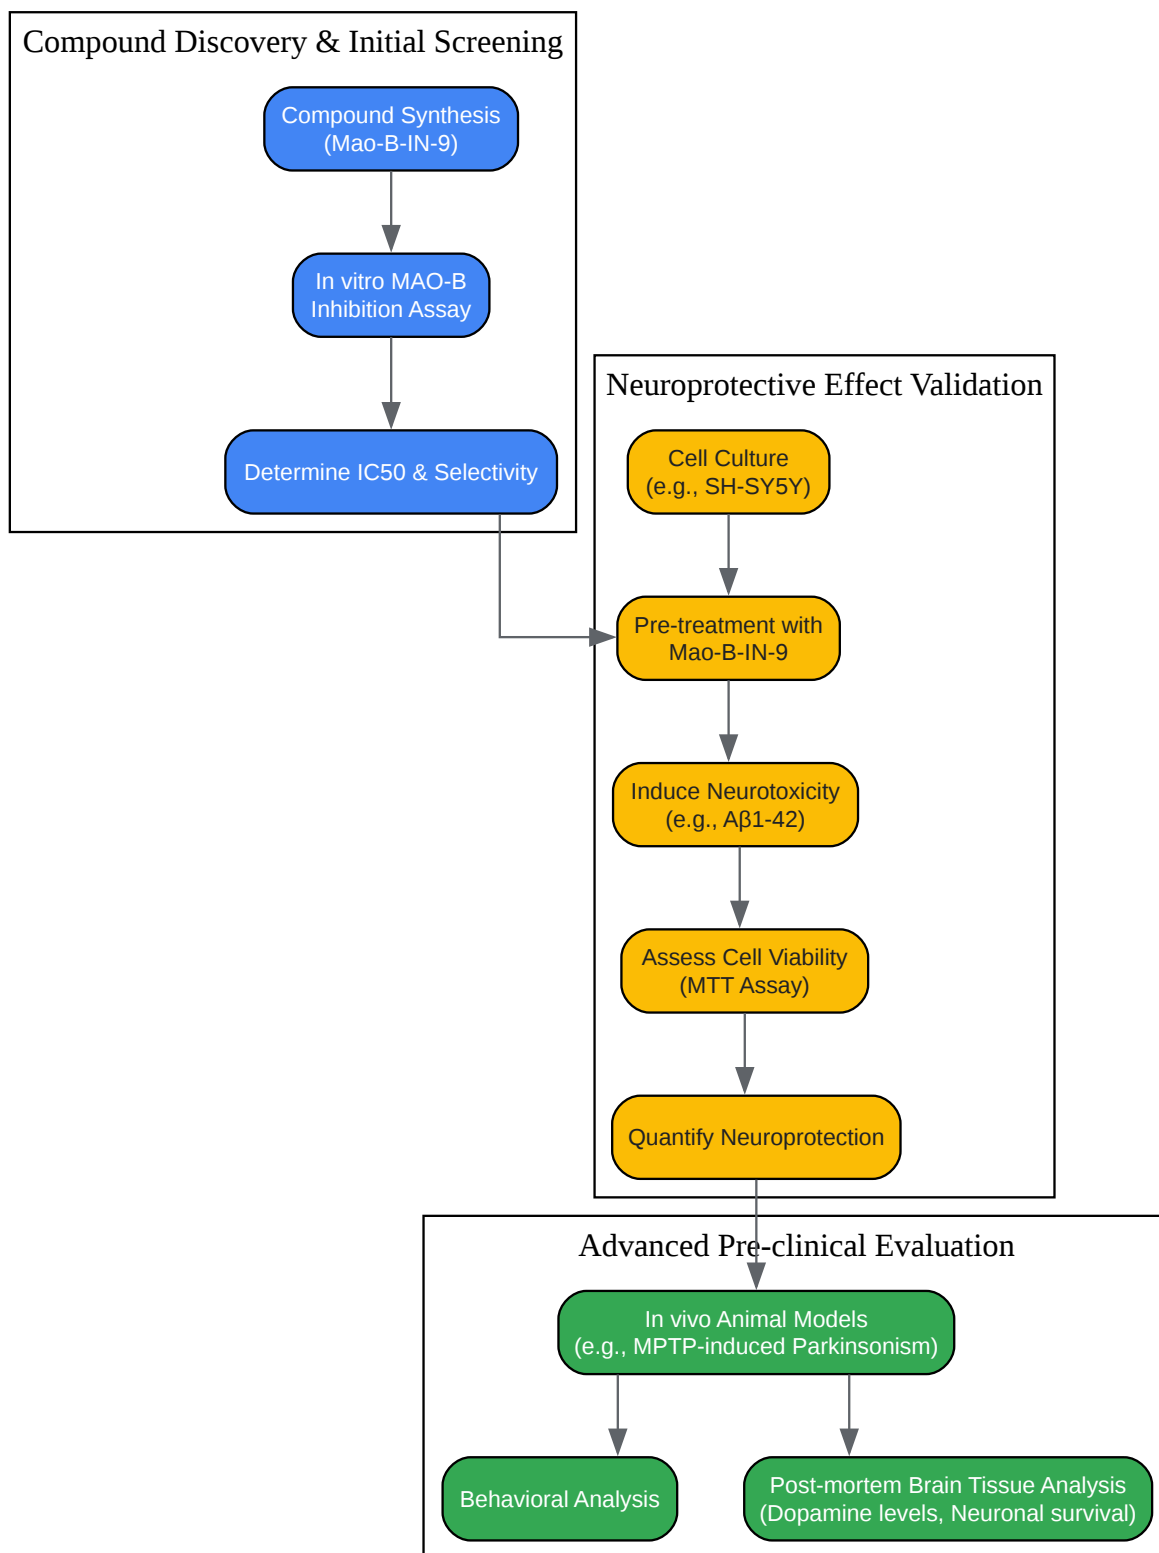 Compound Discovery & Initial Screening
Compound Synthesis
(Mao-B-IN-9)
In vitro MAO-B
Inhibition Assay
Determine IC50 & Selectivity
Neuroprotective Effect Validation
Cell Culture
(e.g., SH-SY5Y)
Pre-treatment with
Mao-B-IN-9
Induce Neurotoxicity
(e.g., Aβ1-42)
Assess Cell Viability
(MTT Assay)
Quantify Neuroprotection
Advanced Pre-clinical Evaluation
In vivo Animal Models
(e.g., MPTP-induced Parkinsonism)
Behavioral Analysis
Post-mortem Brain Tissue Analysis
(Dopamine levels, Neuronal survival)